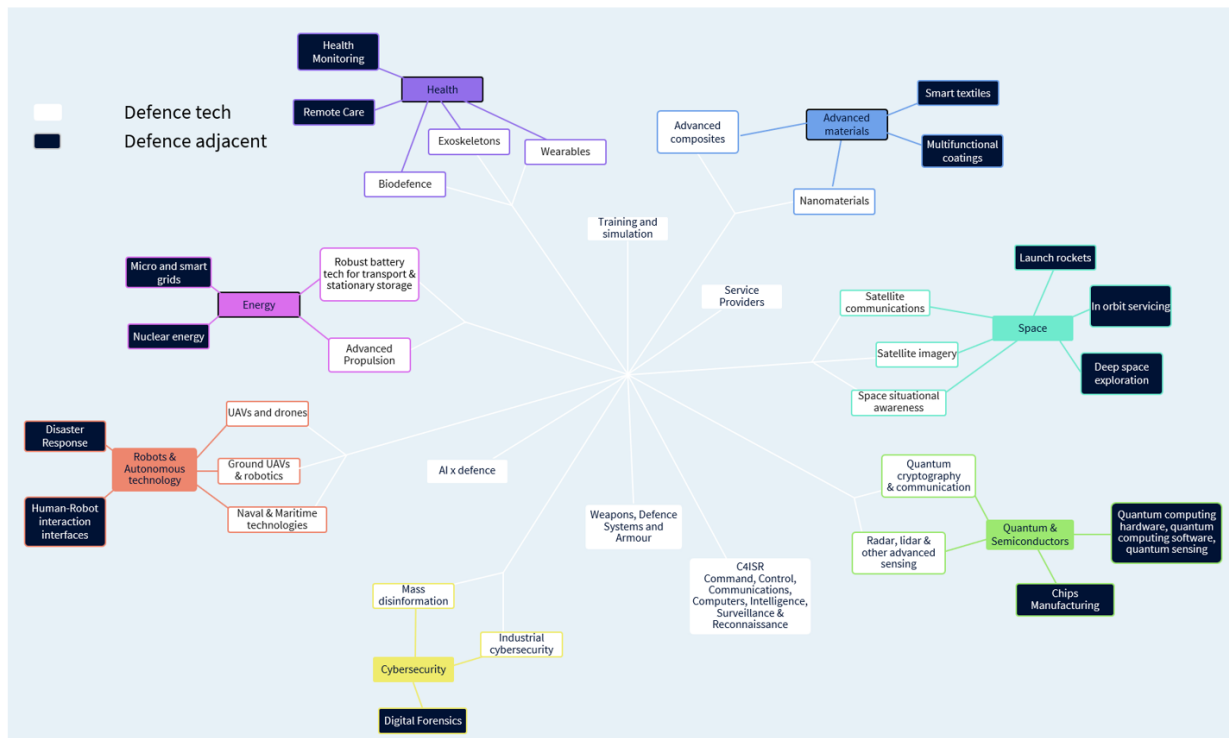 Defence tech
Defence adjacent
Health
Monitoring
Remote Care
Health
Exoskeletons
Wearables
Biodefence
Advanced
composites
Advanced
materials
Smart textiles
Multifunctional
coatings
Nanomaterials
Training and
simulation
Service
Providers
Micro and smart
grids
Nuclear energy
Energy
Robust battery
tech for transport &
stationary storage
Advanced
Propulsion
Satellite
communications
Satellite imagery
Space situational
awareness
Space
Launch rockets
In orbit servicing
Deep space
exploration
Disaster
Response
Human-Robot
interaction
interfaces
Robots &
Autonomous
technology
UAVs and drones
Ground UAVs
& robotics
Naval & Maritime
technologies
AI x defence
Weapons, Defence
Systems and
Armour
C4ISR
Command, Control,
Communications,
Computers, Intelligence,
Surveillance &
Reconnaissance
Quantum
cryptography
& communication
Radar, lidar &
other advanced
sensing
Quantum &
Semiconductors
Quantum computing
hardware, quantum
computing software,
quantum sensing
Chips
Manufacturing
Mass
disinformation
Industrial
cybersecurity
Cybersecurity
Digital Forensics